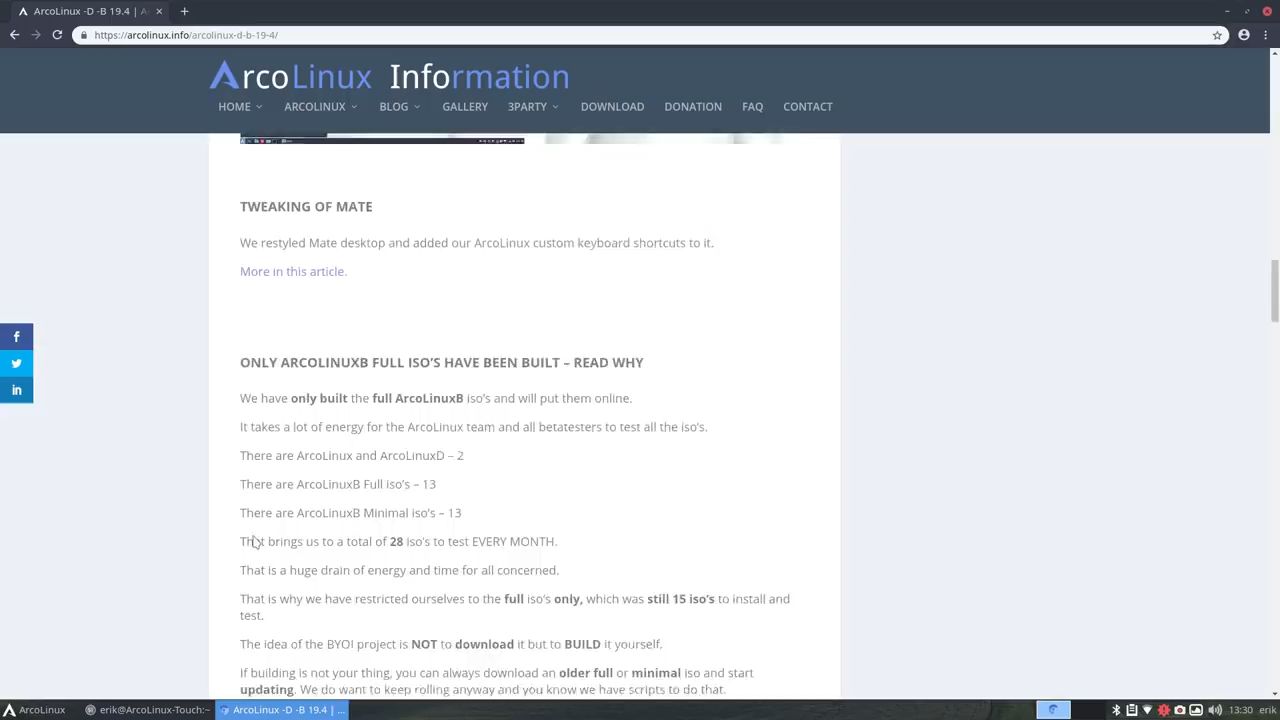 ArcoLinux -D -B 19.4 | A
https://arcolinux.info/arcolinux-d-b-19-4/
ArcoLinux Information
HOME ARCOLINUX BLOG GALLERY 3PARTY DOWNLOAD DONATION FAQ CONTACT
TWEAKING OF MATE
We restyled Mate desktop and added our ArcoLinux custom keyboard shortcuts to it.
More in this article.
ONLY ARCOLINUXB FULL ISO'S HAVE BEEN BUILT – READ WHY
We have only built the full ArcoLinuxB iso's and will put them online.
It takes a lot of energy for the ArcoLinux team and all betatesters to test all the iso's.
There are ArcoLinux and ArcoLinuxD – 2
There are ArcoLinuxB Full iso's – 13
There are ArcoLinuxB Minimal iso's – 13
That brings us to a total of 28 iso's to test EVERY MONTH.
That is a huge drain of energy and time for all concerned.
That is why we have restricted ourselves to the full iso's only, which was still 15 iso's to install and
test.
The idea of the BYOI project is NOT to download it but to BUILD it yourself.
If building is not your thing, you can always download an older full or minimal iso and start
updating. We do want to keep rolling anyway and you know we have scripts to do that.
ArcoLinux erik@ArcoLinux-Touch:~ ArcoLinux -D -B 19.4 | ... 13:30 erik